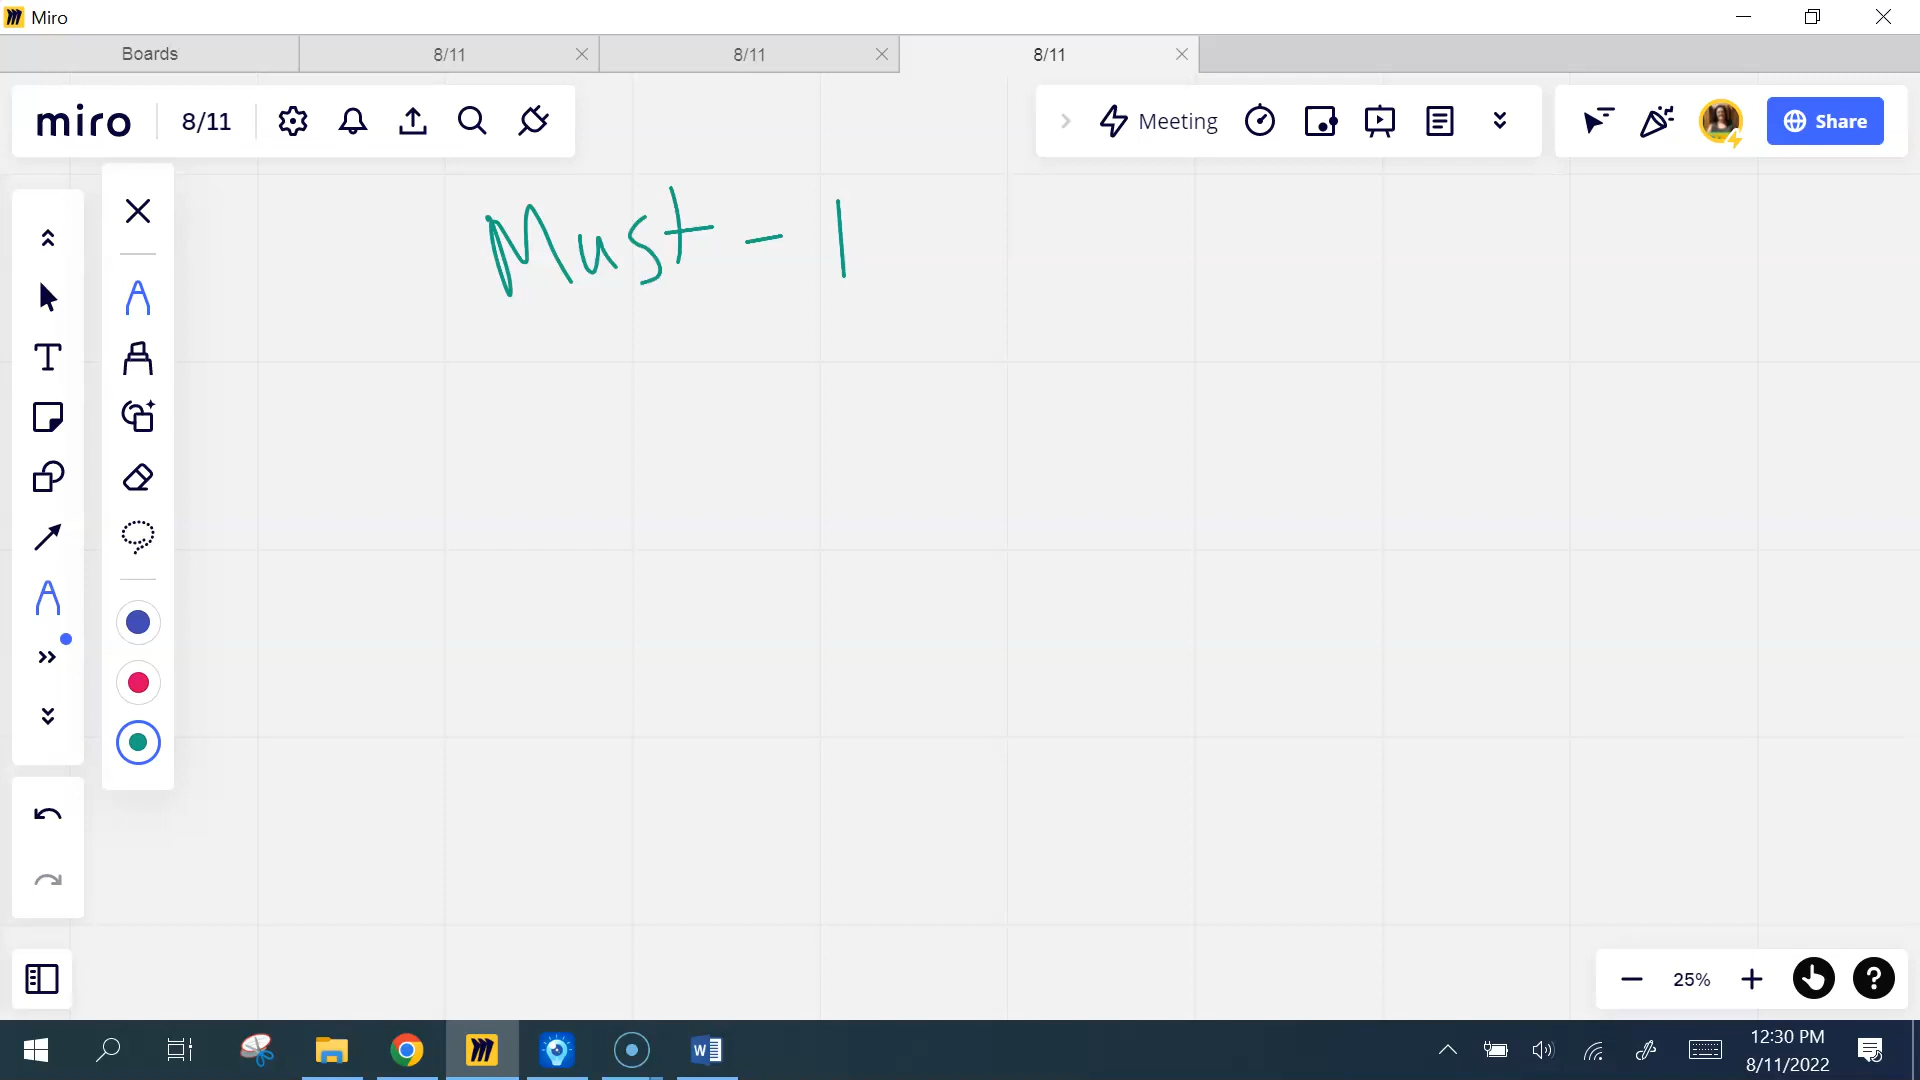 Miro
Boards 8/11 8/11 8/11
miro 8/11 Meeting Share
Must - 1
T
25% ?
12:30 PM
8/11/2022